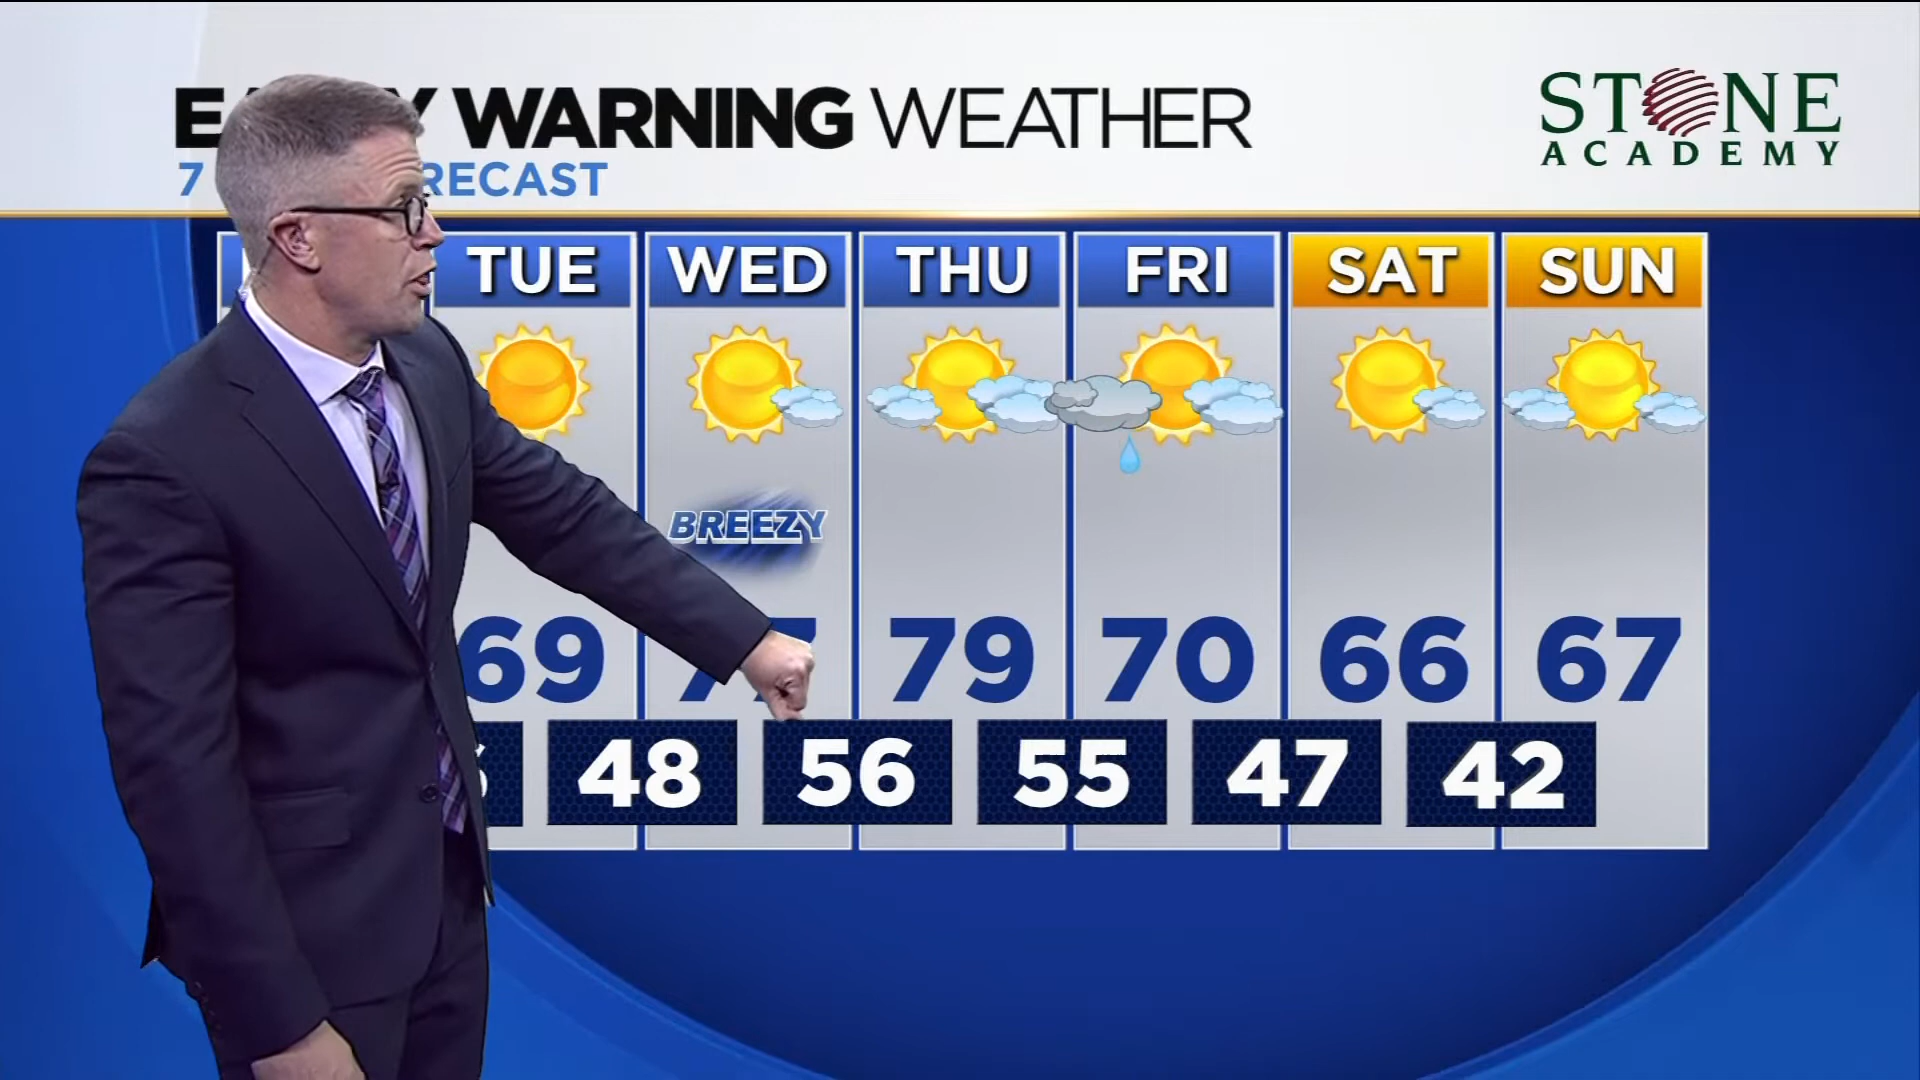 WARNING WEATHER
7
STONE
ACADEMY
TUE WED THU FRI SAT SUN
BREEZY
69 79 70 66 67
48 56 55 47 42